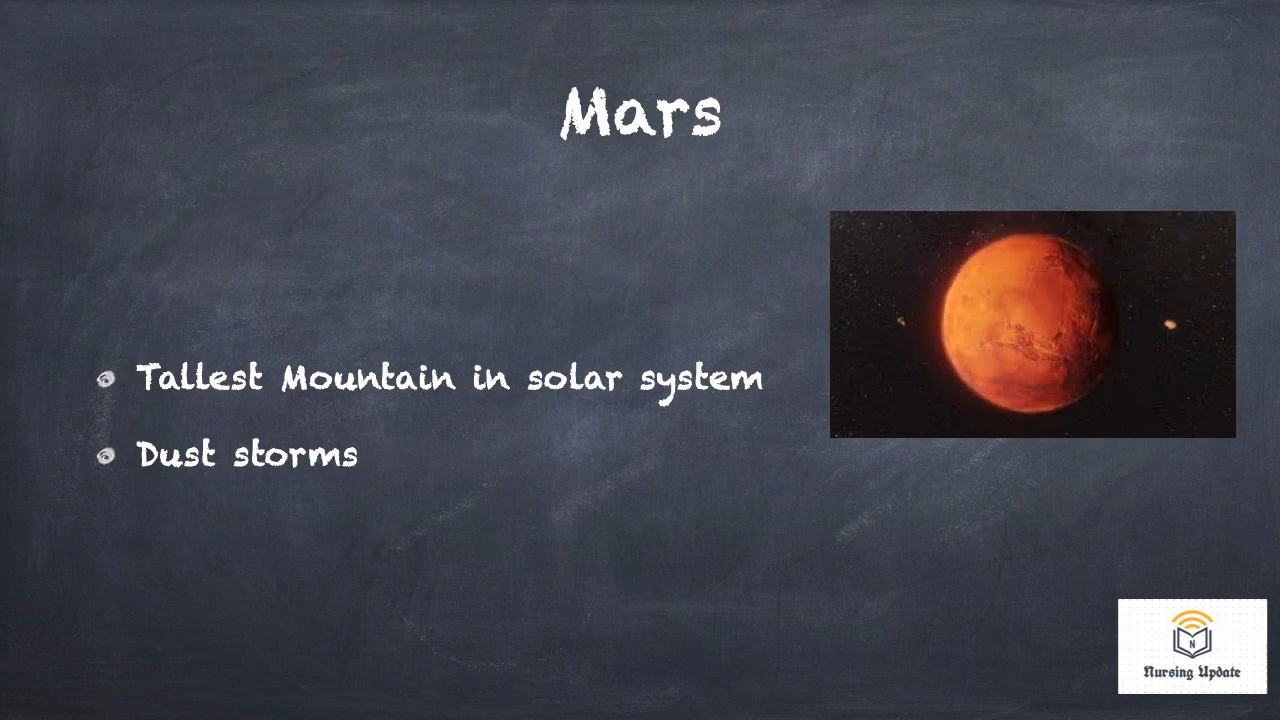 Mars
Tallest Mountain in solar system
Dust storms
N
Nursing Update